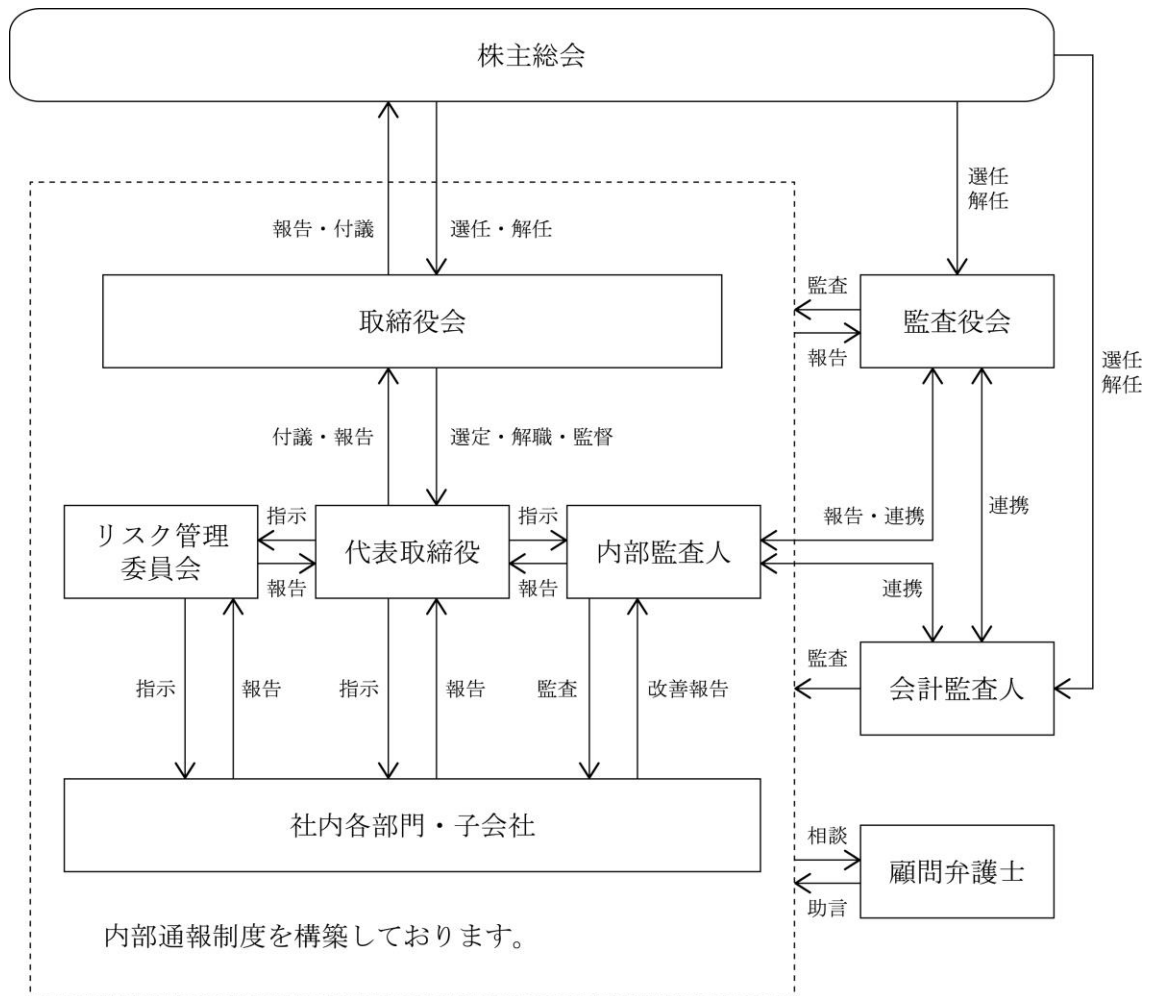 株主総会
選任
解任
報告・付議
選任・解任
監査
取締役会
監査役会
報告
選任
解任
付議・報告
選定・解職・監督
指示
指示
報告・連携
連携
リスク管理
委員会
代表取締役
内部監査人
報告
報告
連携
監査
指示
報告
指示
報告
監査
改善報告
会計監査人
社内各部門・子会社
相談
顧問弁護士
助言
内部通報制度を構築しております。